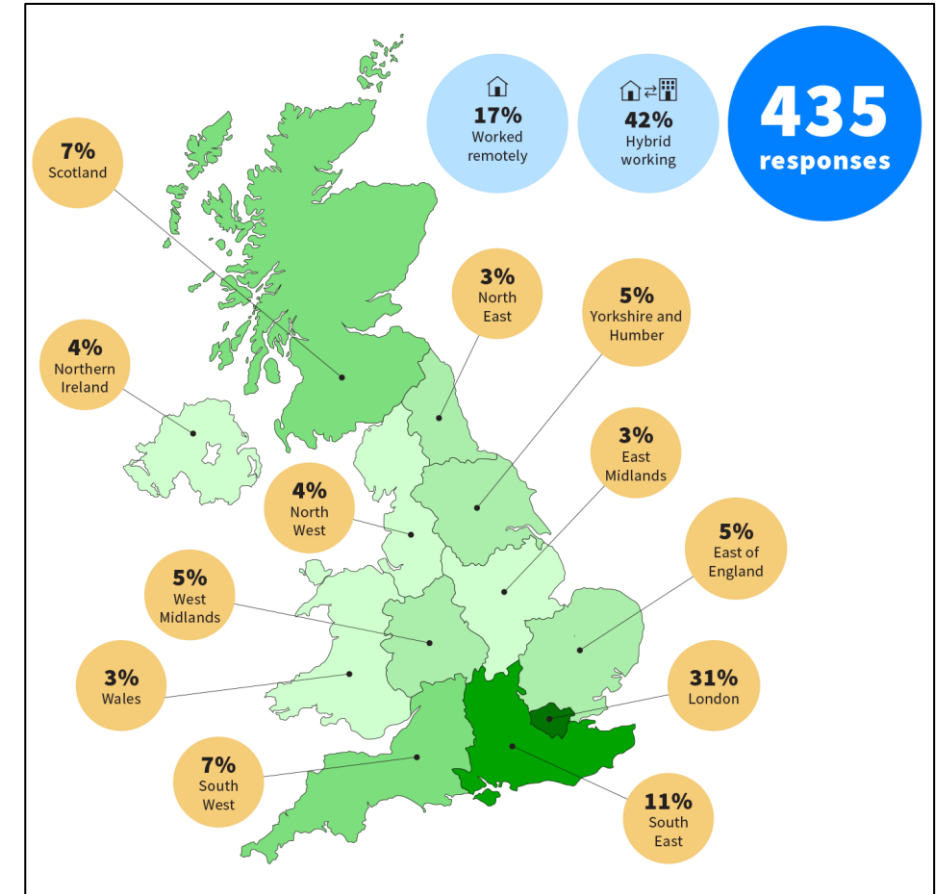 17%
Worked
remotely
42%
Hybrid
working
435
responses
7%
Scotland
3%
North
East
5%
Yorkshire and
Humber
4%
Northern
Ireland
3%
East
Midlands
4%
North
West
5%
East of
England
5%
West
Midlands
3%
Wales
31%
London
7%
South
West
11%
South
East